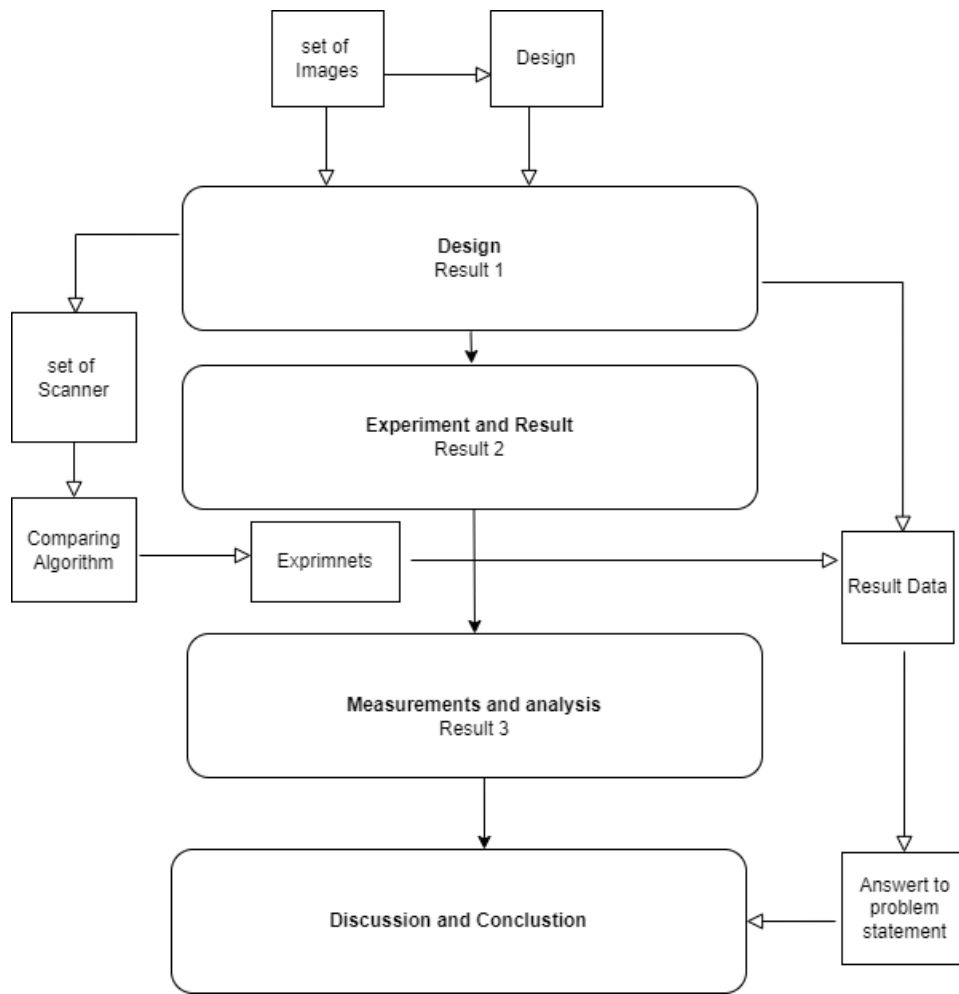 set of
Images
Design
Design
Result 1
set of
Scanner
Experiment and Result
Result 2
Comparing
Algorithm
Exprimnets
Result Data
Measurements and analysis
Result 3
Answert to
problem
statement
Discussion and Conclustion